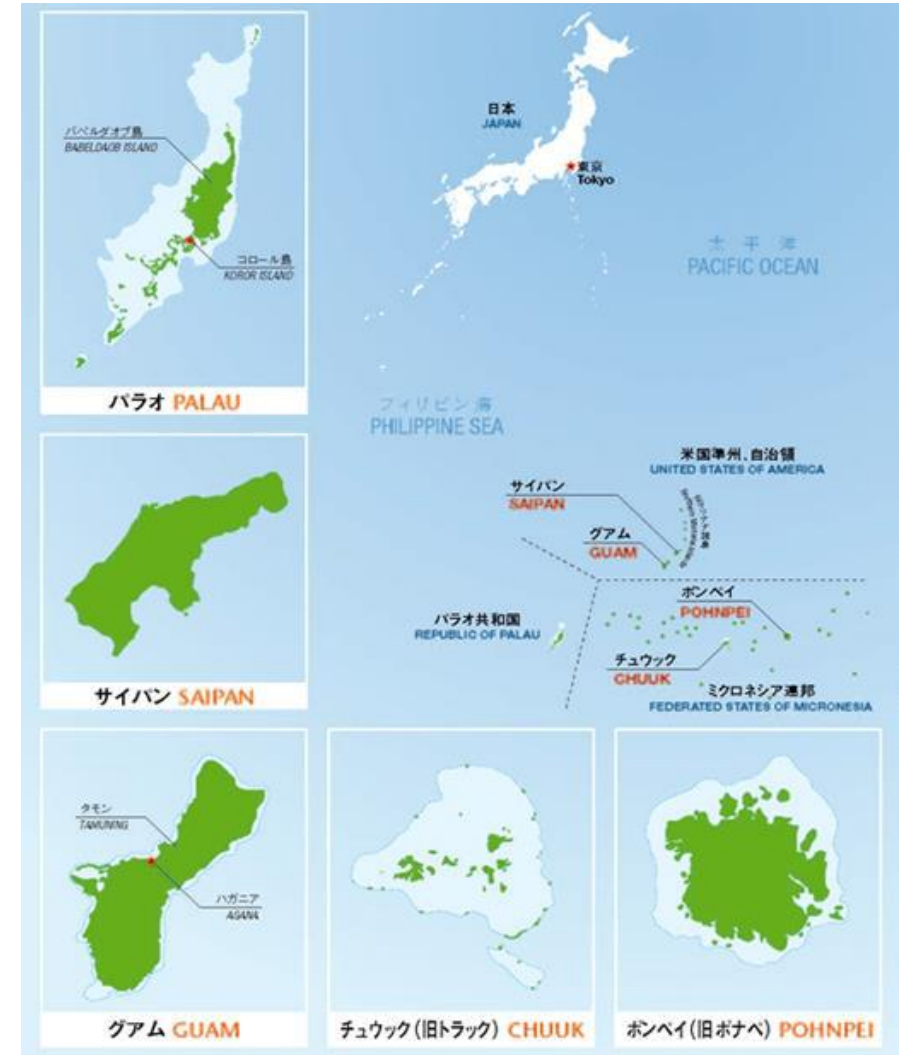 バベルダオブ島
BABELDAOB ISLAND
コロール島
KOROR ISLAND
パラオ PALAU
日本
JAPAN
東京
Tokyo
太平洋
PACIFIC OCEAN
フィリピン海
PHILIPPINE SEA
米国準州、自治領
UNITED STATES OF AMERICA
サイパン
SAIPAN
グアム
GUAM
ポンペイ
POHNPEI
パラオ共和国
REPUBLIC OF PALAU
チュウック
CHUUK
ミクロネシア連邦
FEDERATED STATES OF MICRONESIA
サイパン SAIPAN
タモン
TAMUNING
ハガニア
AGANA
グアム GUAM
チュウック(旧トラック) CHUUK
ポンペイ(旧ポナペ) POHNPEI